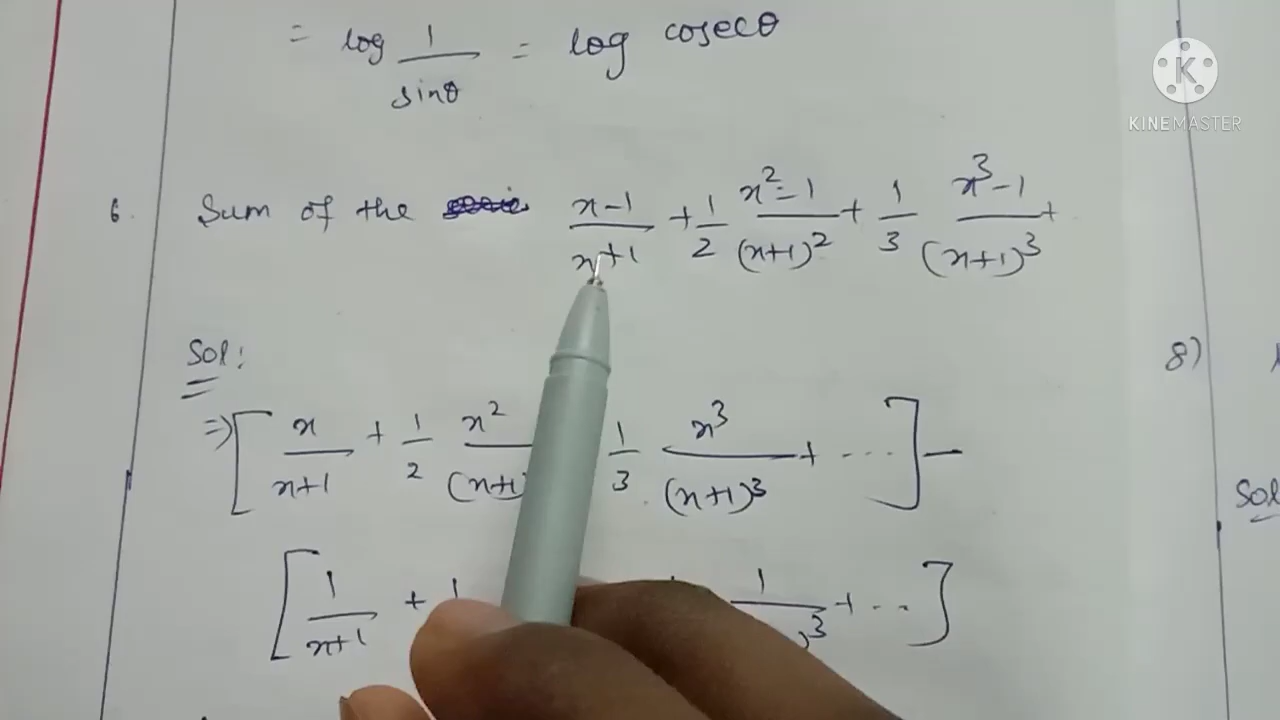 = log 1/sinθ = log cosecθ
KINEMASTER
6. Sum of the x-1/x+1 + 1/2 x²-1/(x+1)² + 1/3 x³-1/(x+1)³ +
8)
Sol:
⇒ [ x/x+1 + 1/2 x²/(x+1) 1/3 x³/(x+1)³ + .... ] -
Sol
[ 1/x+1 + 1 1/ ³ + ... ]